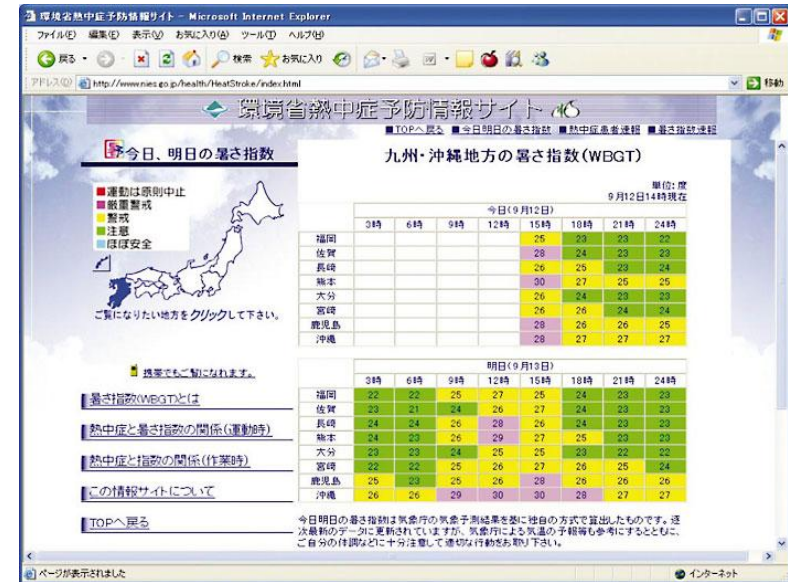 環境省熱中症予防情報サイト - Microsoft Internet Explorer
ファイル(F) 編集(E) 表示(V) お気に入り(A) ツール(T) ヘルプ(H)
戻る 検索 お気に入り
アドレス(D) http://www.nies.go.jp/health/HeatStroke/index.html 移動
環境省熱中症予防情報サイト
■TOPへ戻る ■今日明日の暑さ指数 ■熱中症患者速報 ■暑さ指数速報
今日、明日の暑さ指数
■運動は原則中止
■厳重警戒
■警戒
■注意
■ほぼ安全
ご覧になりたい地方をクリックして下さい。
携帯でもご覧になれます。
暑さ指数(WBGT)とは
熱中症と暑さ指数の関係(運動時)
熱中症と指数の関係(作業時)
この情報サイトについて
TOPへ戻る
九州・沖縄地方の暑さ指数(WBGT)
単位:度
9月12日14時現在
今日(9月12日)
3時 6時 9時 12時 15時 18時 21時 24時
福岡 25 23 23 22
佐賀 28 24 23 23
長崎 26 25 23 24
熊本 30 27 25 25
大分 26 24 23 23
宮崎 26 26 24 24
鹿児島 28 26 26 25
沖縄 28 27 27 27
明日(9月13日)
3時 6時 9時 12時 15時 18時 21時 24時
福岡 22 22 25 27 25 24 23 23
佐賀 23 21 24 26 27 24 23 23
長崎 24 24 26 28 26 24 23 23
熊本 24 23 26 29 27 25 23 23
大分 23 23 24 25 25 23 22 22
宮崎 22 22 25 26 27 26 25 24
鹿児島 25 23 25 26 28 26 26 26
沖縄 26 26 29 30 30 28 27 27
今日明日の暑さ指数は気象庁の気象予測結果を基に独自の方式で算出したものです。逐
次最新のデータに更新されていますが、気象庁による気温の予報等も参考にするとともに、
ご自分の体調などに十分注意して適切な行動をお取り下さい。
ページが表示されました インターネット